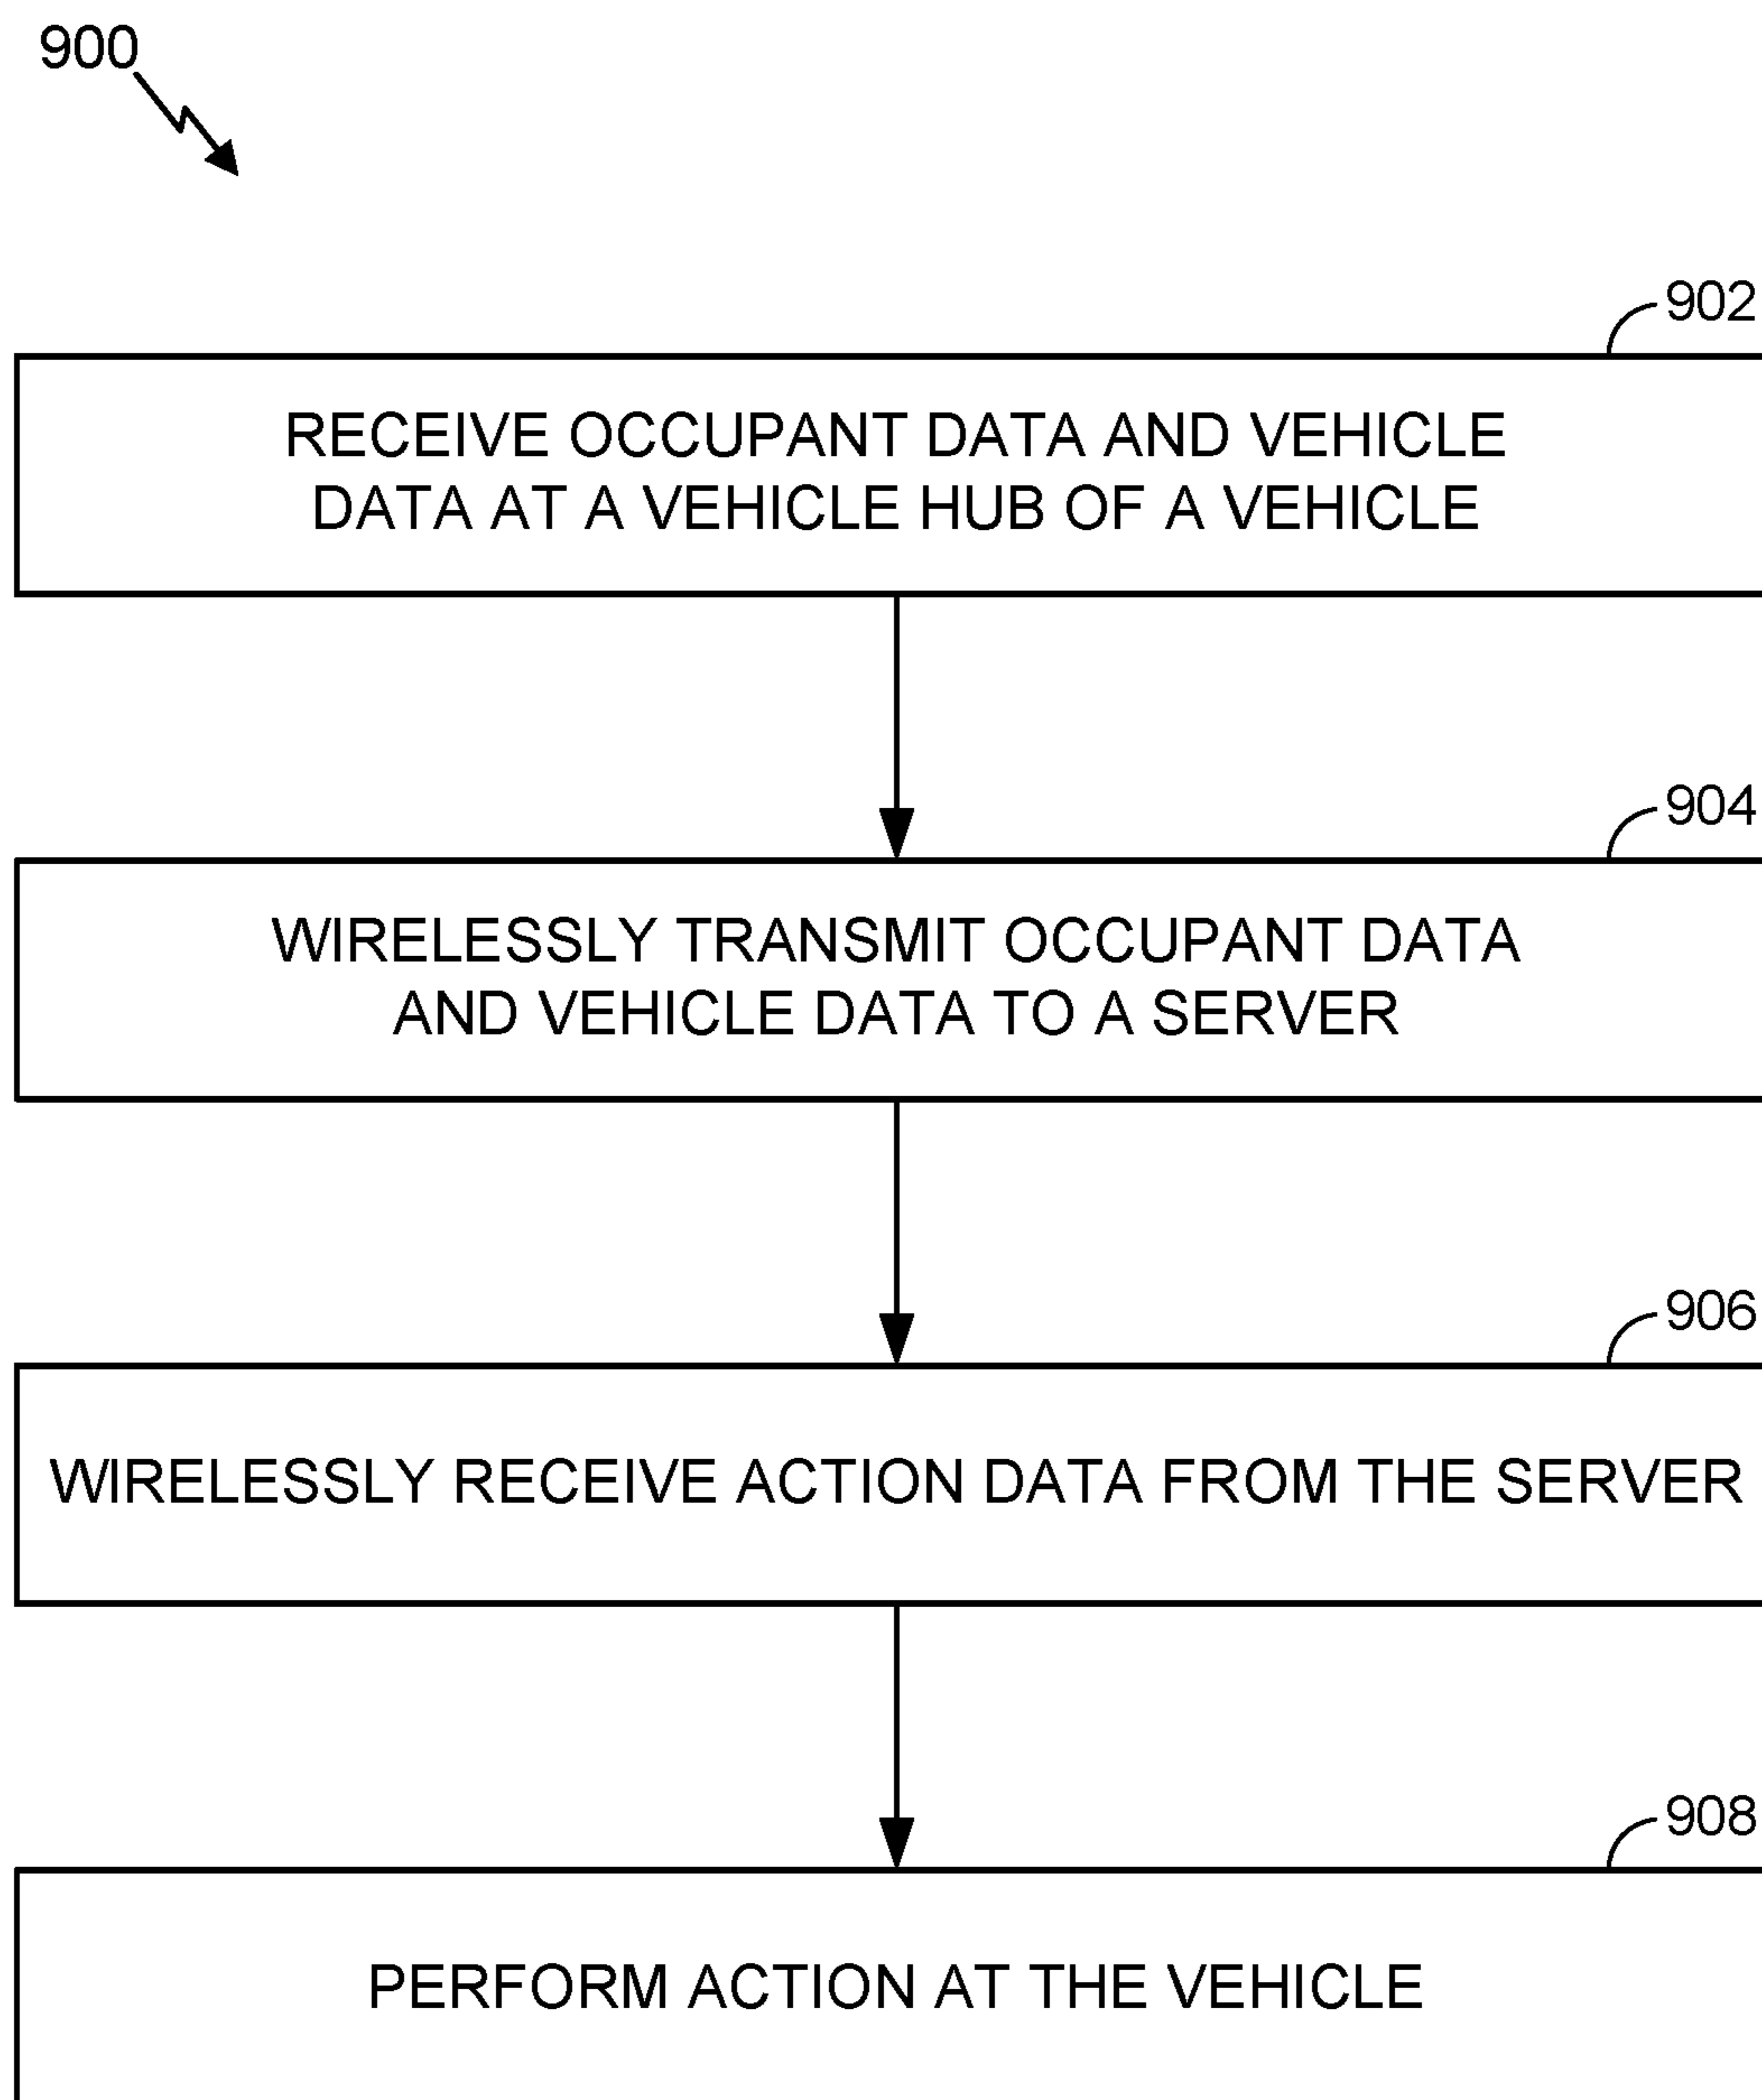 900
902
RECEIVE OCCUPANT DATA AND VEHICLE
DATA AT A VEHICLE HUB OF A VEHICLE
904
WIRELESSLY TRANSMIT OCCUPANT DATA
AND VEHICLE DATA TO A SERVER
906
WIRELESSLY RECEIVE ACTION DATA FROM THE SERVER
908
PERFORM ACTION AT THE VEHICLE